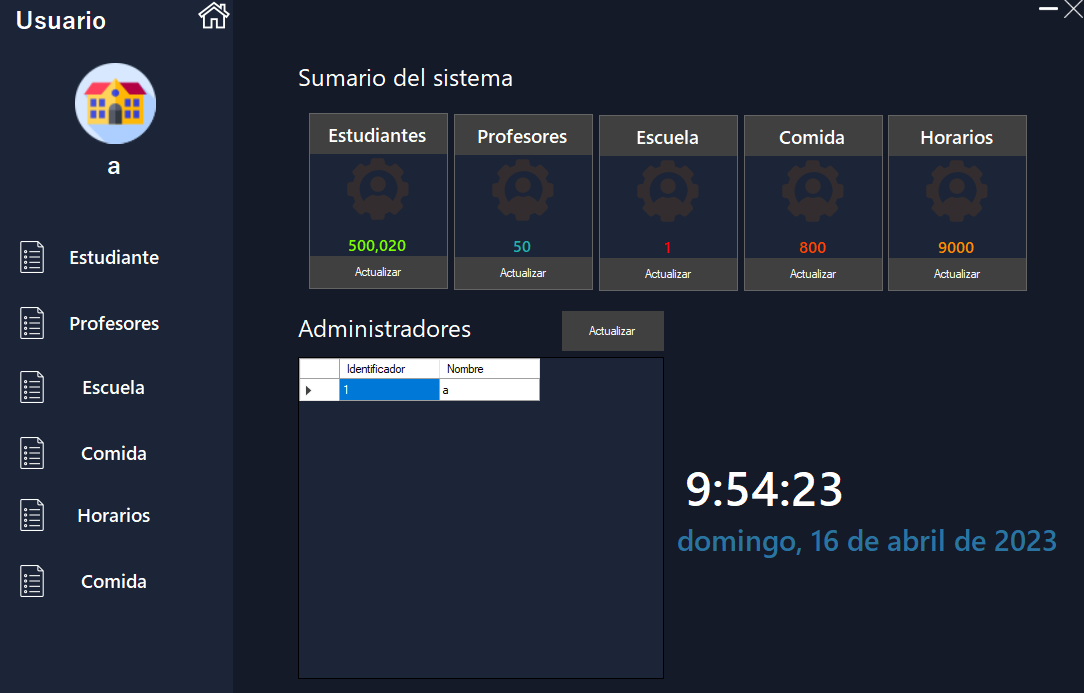 Usuario
a
Estudiante
Profesores
Escuela
Comida
Horarios
Comida
Sumario del sistema
Estudiantes Profesores Escuela Comida Horarios
500,020 50 1 800 9000
Actualizar Actualizar Actualizar Actualizar Actualizar
Administradores Actualizar
Identificador Nombre
1 a
9:54:23
domingo, 16 de abril de 2023